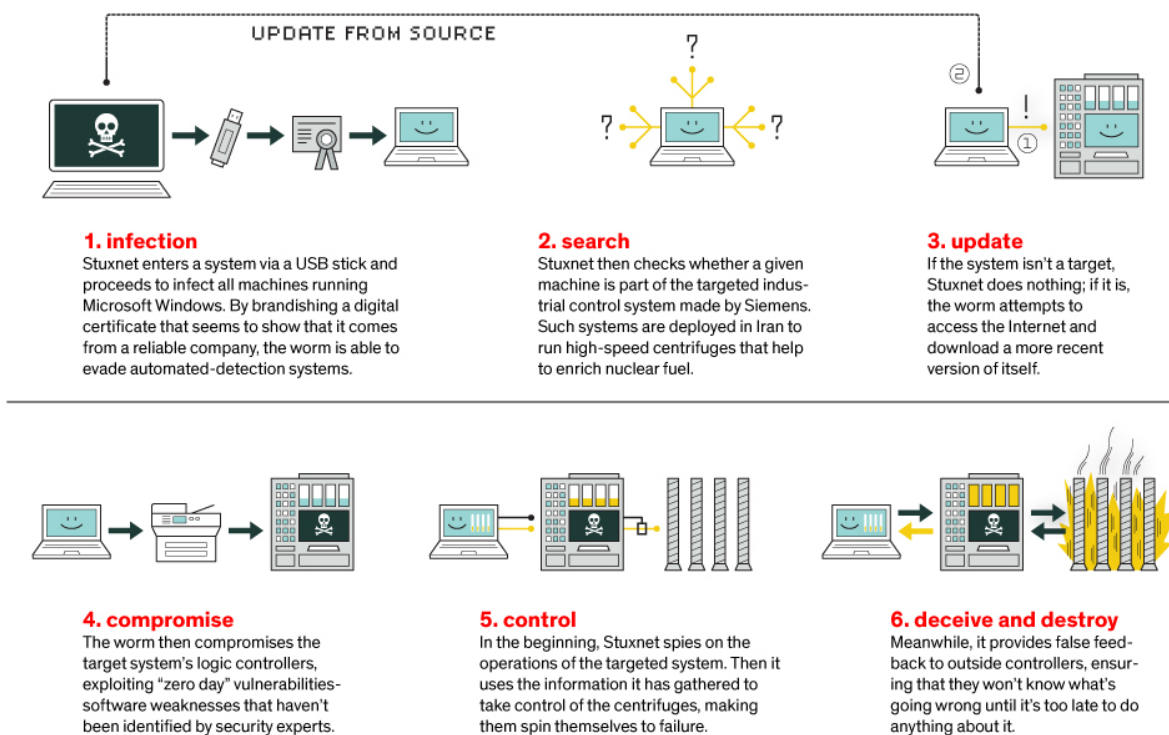 UPDATE FROM SOURCE
?
?
?
②
!
①
1. infection
Stuxnet enters a system via a USB stick and
proceeds to infect all machines running
Microsoft Windows. By brandishing a digital
certificate that seems to show that it comes
from a reliable company, the worm is able to
evade automated-detection systems.
2. search
Stuxnet then checks whether a given
machine is part of the targeted indus-
trial control system made by Siemens.
Such systems are deployed in Iran to
run high-speed centrifuges that help
to enrich nuclear fuel.
3. update
If the system isn't a target,
Stuxnet does nothing; if it is,
the worm attempts to
access the Internet and
download a more recent
version of itself.
4. compromise
The worm then compromises the
target system's logic controllers,
exploiting “zero day” vulnerabilities-
software weaknesses that haven't
been identified by security experts.
5. control
In the beginning, Stuxnet spies on the
operations of the targeted system. Then it
uses the information it has gathered to
take control of the centrifuges, making
them spin themselves to failure.
6. deceive and destroy
Meanwhile, it provides false feed-
back to outside controllers, ensur-
ing that they won't know what's
going wrong until it's too late to do
anything about it.